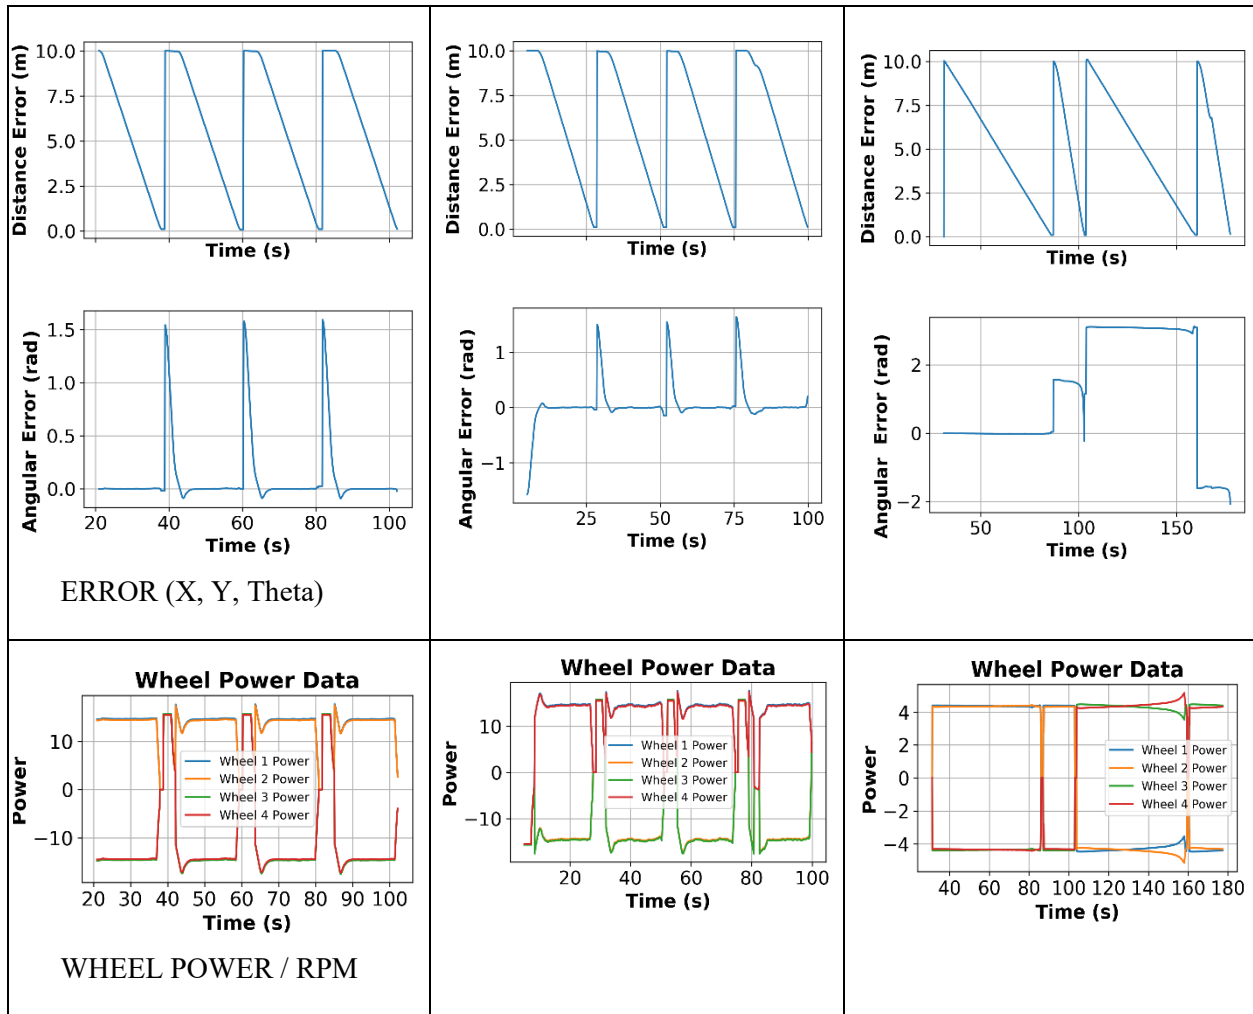 Distance Error (m)
10.0
7.5
5.0
2.5
0.0
Time (s)
Angular Error (rad)
1.5
1.0
0.5
0.0
20 40 60 80 100
Time (s)
ERROR (X, Y, Theta)
Distance Error (m)
10.0
7.5
5.0
2.5
0.0
Time (s)
Angular Error (rad)
1
0
−1
25 50 75 100
Time (s)
Distance Error (m)
10.0
7.5
5.0
2.5
0.0
Time (s)
Angular Error (rad)
2
0
−2
50 100 150
Time (s)
Wheel Power Data
Power
10
0
−10
Wheel 1 Power
Wheel 2 Power
Wheel 3 Power
Wheel 4 Power
20 30 40 50 60 70 80 90 100
Time (s)
WHEEL POWER / RPM
Wheel Power Data
Power
10
0
−10
Wheel 1 Power
Wheel 2 Power
Wheel 3 Power
Wheel 4 Power
20 40 60 80 100
Time (s)
Wheel Power Data
Power
4
2
0
−2
−4
Wheel 1 Power
Wheel 2 Power
Wheel 3 Power
Wheel 4 Power
40 60 80 100 120 140 160 180
Time (s)